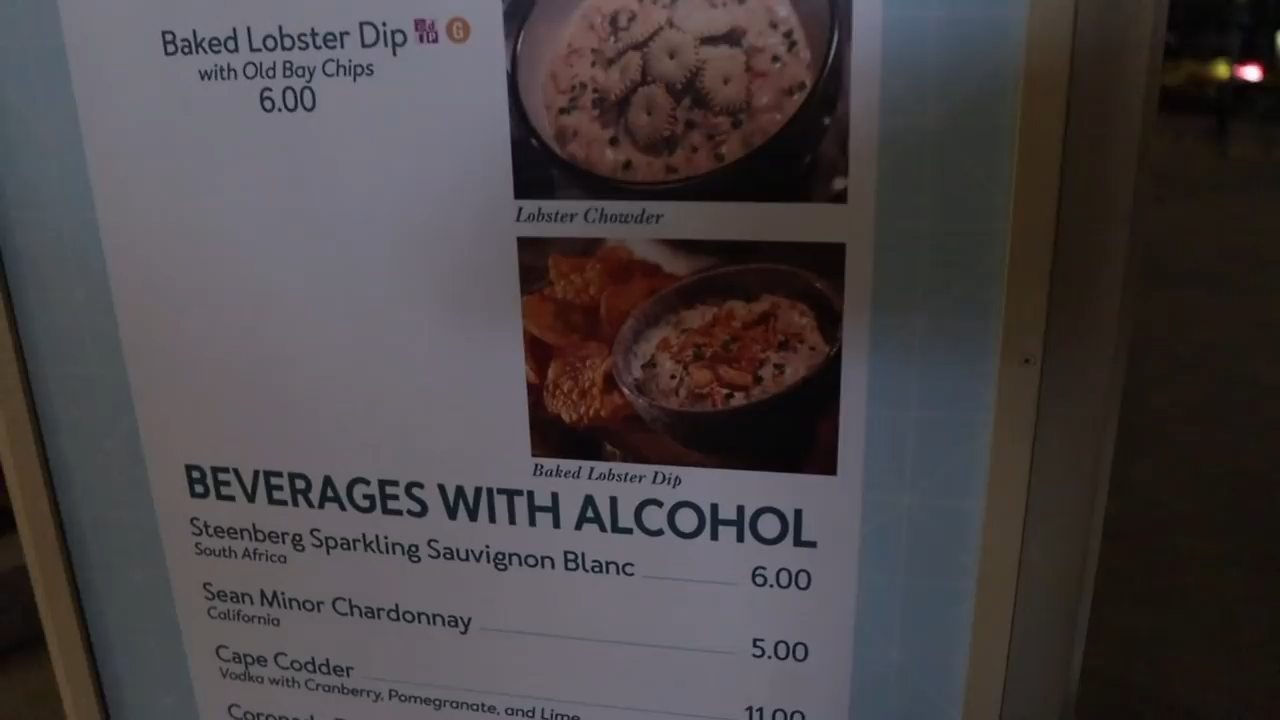 Baked Lobster Dip G
with Old Bay Chips
6.00
Lobster Chowder
Baked Lobster Dip
BEVERAGES WITH ALCOHOL
Steenberg Sparkling Sauvignon Blanc 6.00
South Africa
Sean Minor Chardonnay 5.00
California
Cape Codder 11.00
Vodka with Cranberry, Pomegranate, and Lime